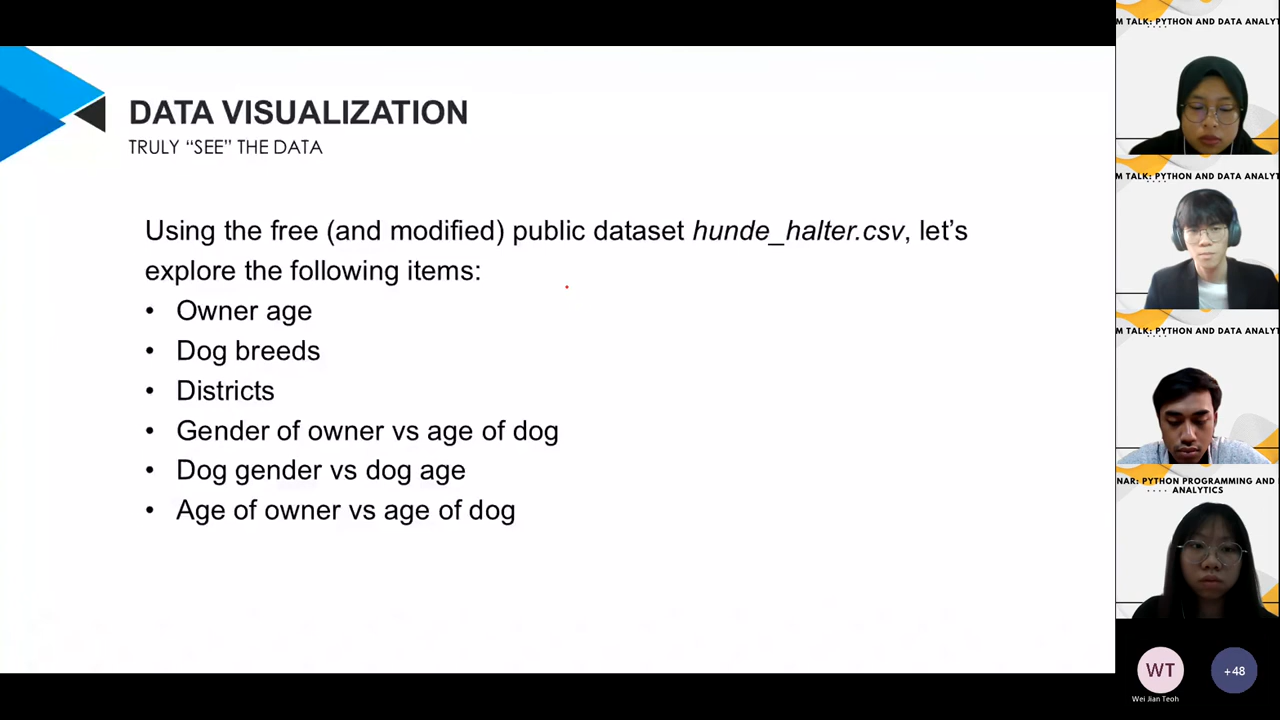 DATA VISUALIZATION
TRULY “SEE” THE DATA
Using the free (and modified) public dataset hunde_halter.csv, let’s
explore the following items:
• Owner age
• Dog breeds
• Districts
• Gender of owner vs age of dog
• Dog gender vs dog age
• Age of owner vs age of dog
M TALK: PYTHON AND DATA ANALYT
M TALK: PYTHON AND DATA ANALYT
M TALK: PYTHON AND DATA ANALYT
NAR: PYTHON PROGRAMMING AND
ANALYTICS
WT
Wei Jian Teoh
+48